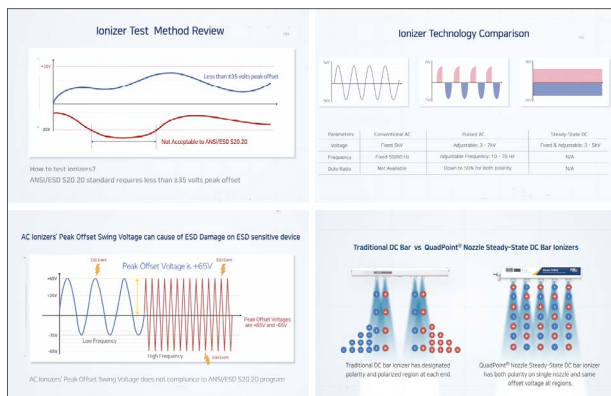 Ionizer Test Method Review
+35V
Less than ±35 volts peak offset
-35V
Not Acceptable to ANSI/ESD S20.20
How to test ionizers?
ANSI/ESD S20.20 standard requires less than ±35 volts peak offset
Ionizer Technology Comparison
Parameters Conventional AC Pulsed AC Steady-State DC
Voltage Fixed 5kV Adjustable: 3 - 7kV Fixed & Adjustable: 3 - 5kV
Frequency Fixed 50/60 Hz Adjustable Frequency: 10 - 70 Hz N/A
Duty Ratio Not Available Down to 50% for both polarity N/A
AC Ionizers' Peak Offset Swing Voltage can cause of ESD Damage on ESD sensitive device
ESD Event
Peak Offset Voltage is +65V
ESD Event
+65V
+35V
-35V
-65V
Low Frequency
High Frequency
ESD Event
Peak Offset Voltages
are +65V and -65V
AC Ionizers' Peak Offset Swing Voltage does not compliance to ANSI/ESD S20.20 program
Traditional DC Bar vs QuadPoint® Nozzle Steady-State DC Bar Ionizers
Traditional DC bar ionizer has designated
polarity and polarized region at each end.
QuadPoint® Nozzle Steady-State DC bar ionizer
has both polarity on single nozzle and same
offset voltage all regions.